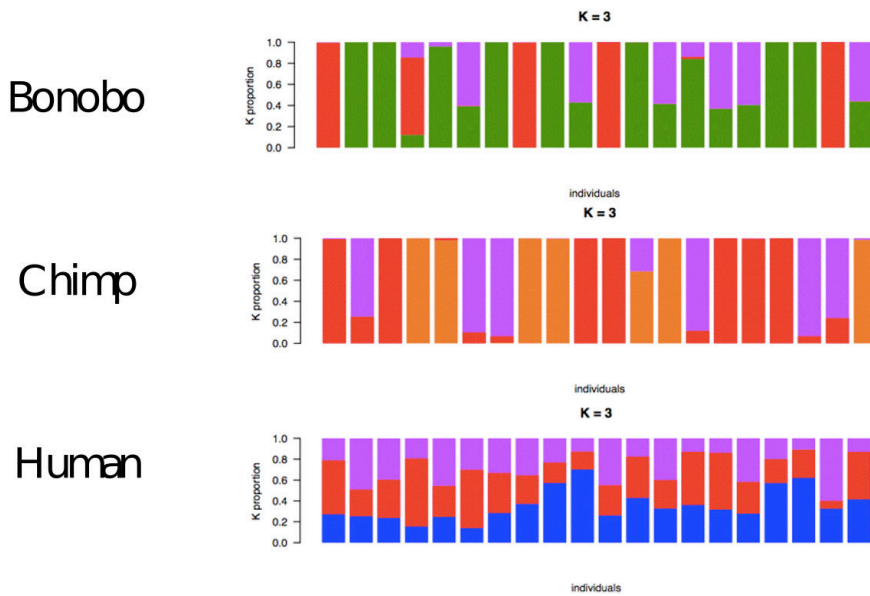 K = 3
Bonobo
K proportion
1.0
0.8
0.6
0.4
0.2
0.0
individuals
K = 3
Chimp
K proportion
1.0
0.8
0.6
0.4
0.2
0.0
individuals
K = 3
Human
K proportion
1.0
0.8
0.6
0.4
0.2
0.0
individuals